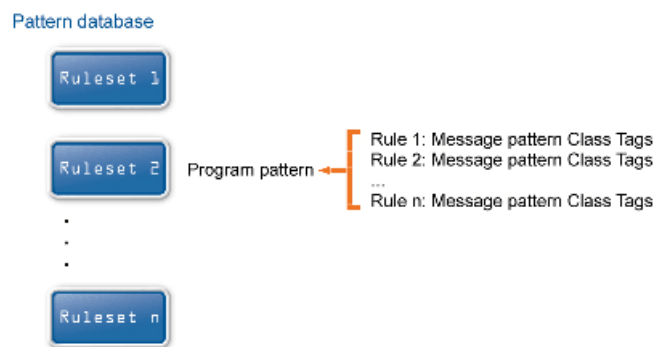 Pattern database
Ruleset 1
Ruleset 2
Program pattern
Rule 1: Message pattern Class Tags
Rule 2: Message pattern Class Tags
...
Rule n: Message pattern Class Tags
Ruleset n